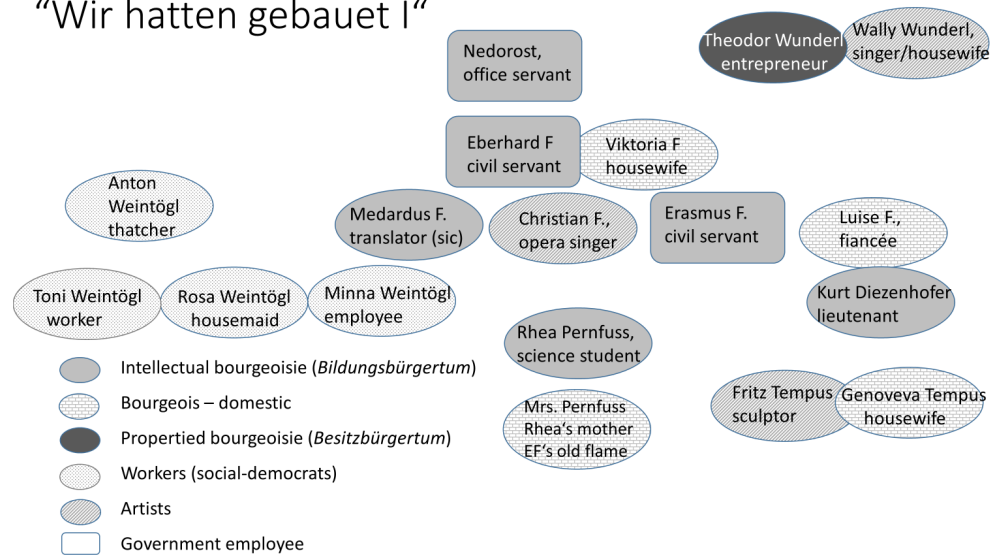 “Wir hatten gebauet I“
Nedorost,
office servant
Theodor Wunderl
entrepreneur
Wally Wunderl,
singer/housewife
Eberhard F
civil servant
Viktoria F
housewife
Anton
Weintögl
thatcher
Medardus F.
translator (sic)
Christian F.,
opera singer
Erasmus F.
civil servant
Luise F.,
fiancée
Toni Weintögl
worker
Rosa Weintögl
housemaid
Minna Weintögl
employee
Kurt Diezenhofer
lieutenant
Rhea Pernfuss,
science student
Mrs. Pernfuss
Rhea‘s mother
EF‘s old flame
Fritz Tempus
sculptor
Genoveva Tempus
housewife
Intellectual bourgeoisie (Bildungsbürgertum)
Bourgeois – domestic
Propertied bourgeoisie (Besitzbürgertum)
Workers (social-democrats)
Artists
Government employee